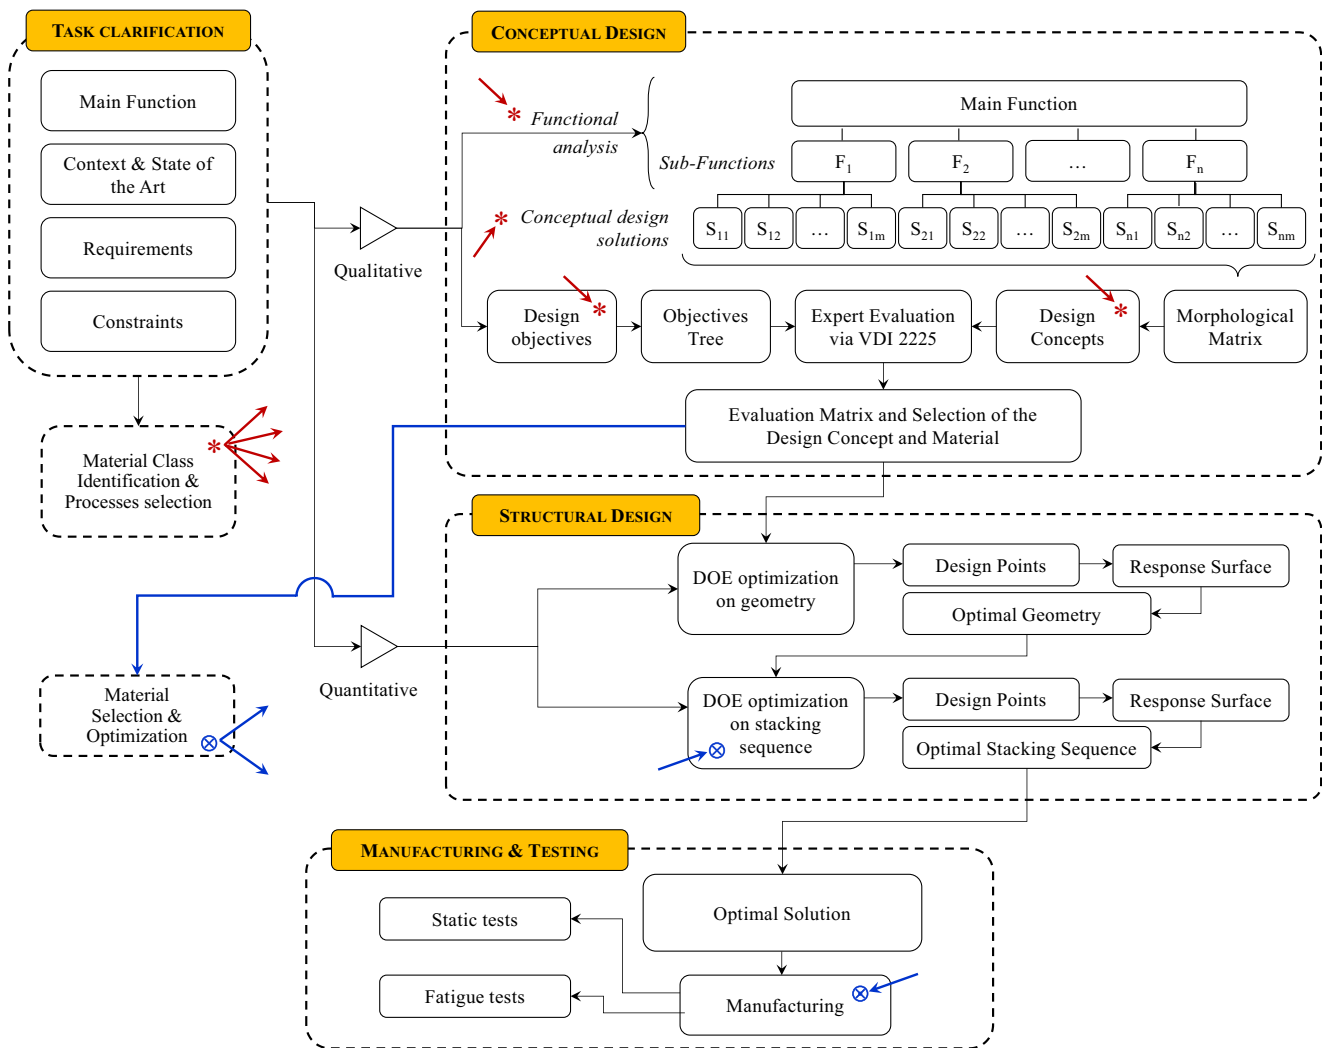 TASK CLARIFICATION
Main Function
Context & State of
the Art
Requirements
Constraints
Material Class
Identification &
Processes selection
*
Material
Selection &
Optimization
⊗
Qualitative
Quantitative
CONCEPTUAL DESIGN
* Functional
analysis
Sub-Functions
Main Function
F1 F2 … Fn
* Conceptual design
solutions
S11 S12 … S1m S21 S22 … S2m Sn1 Sn2 … Snm
Design
objectives *
Objectives
Tree
Expert Evaluation
via VDI 2225
Design
Concepts *
Morphological
Matrix
Evaluation Matrix and Selection of the
Design Concept and Material
STRUCTURAL DESIGN
DOE optimization
on geometry
Design Points
Response Surface
Optimal Geometry
DOE optimization
on stacking
⊗ sequence
Design Points
Response Surface
Optimal Stacking Sequence
MANUFACTURING & TESTING
Optimal Solution
Static tests
Fatigue tests
Manufacturing ⊗